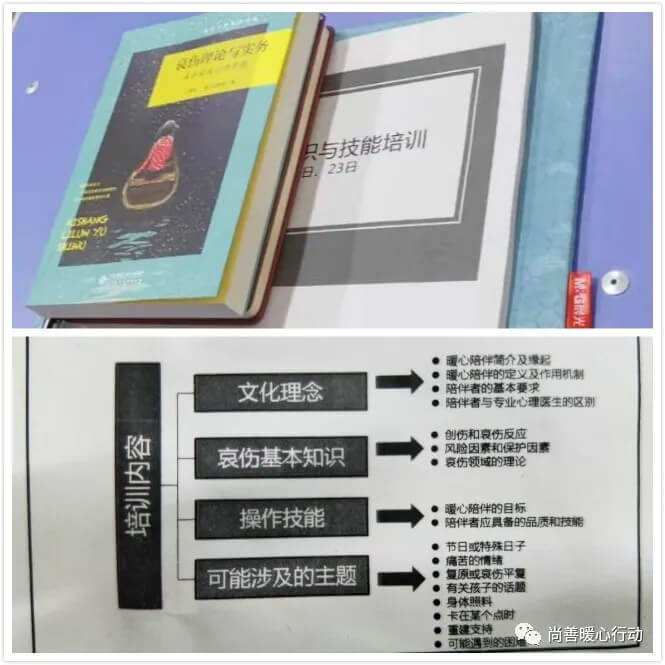 哀伤理论与实务
AISHANG
LILUN YU
SHIWU
识与技能培训
日、23日
培训内容
文化理念
暖心陪伴简介及缘起
暖心陪伴的定义及作用机制
陪伴者的基本要求
陪伴者与专业心理医生的区别
哀伤基本知识
创伤和哀伤反应
风险因素和保护因素
哀伤领域的理论
操作技能
暖心陪伴的目标
陪伴者应具备的品质和技能
可能涉及的主题
节日或特殊日子
痛苦的情绪
复原或哀伤平复
有关孩子的话题
身体照料
卡在某个点时
重建支持
可能遇到的困难
尚善暖心行动